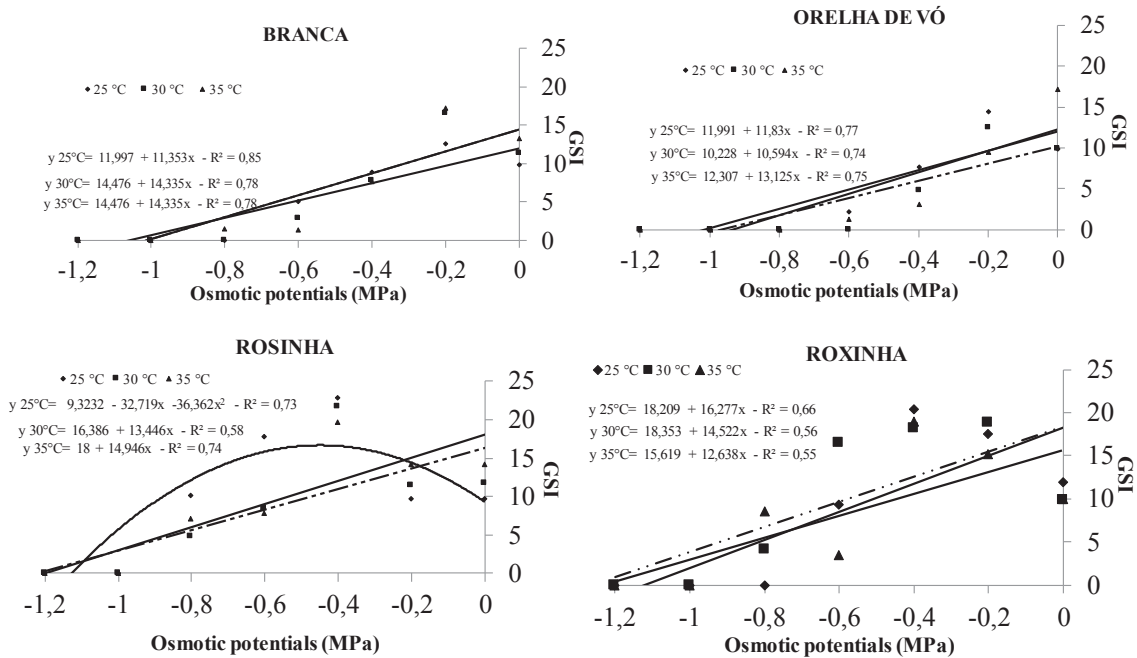 BRANCA
25 °C 30 °C 35 °C
y 25°C= 11,997 + 11,353x - R² = 0,85
y 30°C= 14,476 + 14,335x - R² = 0,78
y 35°C= 14,476 + 14,335x - R² = 0,78
25
20
15
10
5
0
GSI
-1,2 -1 -0,8 -0,6 -0,4 -0,2 0
Osmotic potentials (MPa)
ORELHA DE VÓ
25 °C 30 °C 35 °C
y 25°C= 11,991 + 11,83x - R² = 0,77
y 30°C= 10,228 + 10,594x - R² = 0,74
y 35°C= 12,307 + 13,125x - R² = 0,75
25
20
15
10
5
0
GSI
-1,2 -1 -0,8 -0,6 -0,4 -0,2 0
Osmotic potentials (MPa)
ROSINHA
25 °C 30 °C 35 °C
y 25°C= 9,3232 - 32,719x -36,362x² - R² = 0,73
y 30°C= 16,386 + 13,446x - R² = 0,58
y 35°C= 18 + 14,946x - R² = 0,74
25
20
15
10
5
0
GSI
-1,2 -1 -0,8 -0,6 -0,4 -0,2 0
Osmotic potentials (MPa)
ROXINHA
25 °C 30 °C 35 °C
y 25°C= 18,209 + 16,277x - R² = 0,66
y 30°C= 18,353 + 14,522x - R² = 0,56
y 35°C= 15,619 + 12,638x - R² = 0,55
25
20
15
10
5
0
GSI
-1,2 -1 -0,8 -0,6 -0,4 -0,2 0
Osmotic potentials (MPa)